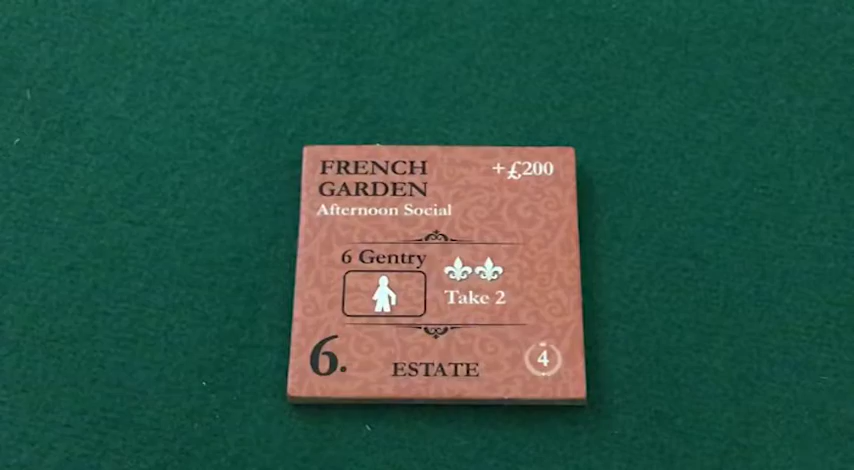 FRENCH
GARDEN
+£200
Afternoon Social
6 Gentry
Take 2
6.
ESTATE
4